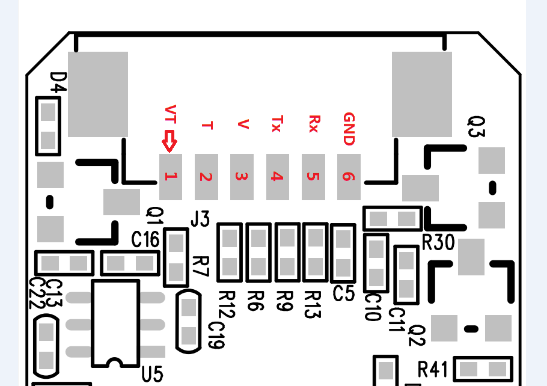 D4
VT T V Tx Rx GND
Q3
1 2 3 4 5 6
Q1 J3
C16 R30
R7
C22 C13 R12 R6 R9 R13 C5 C10 C11
C19 Q2
U5 R41